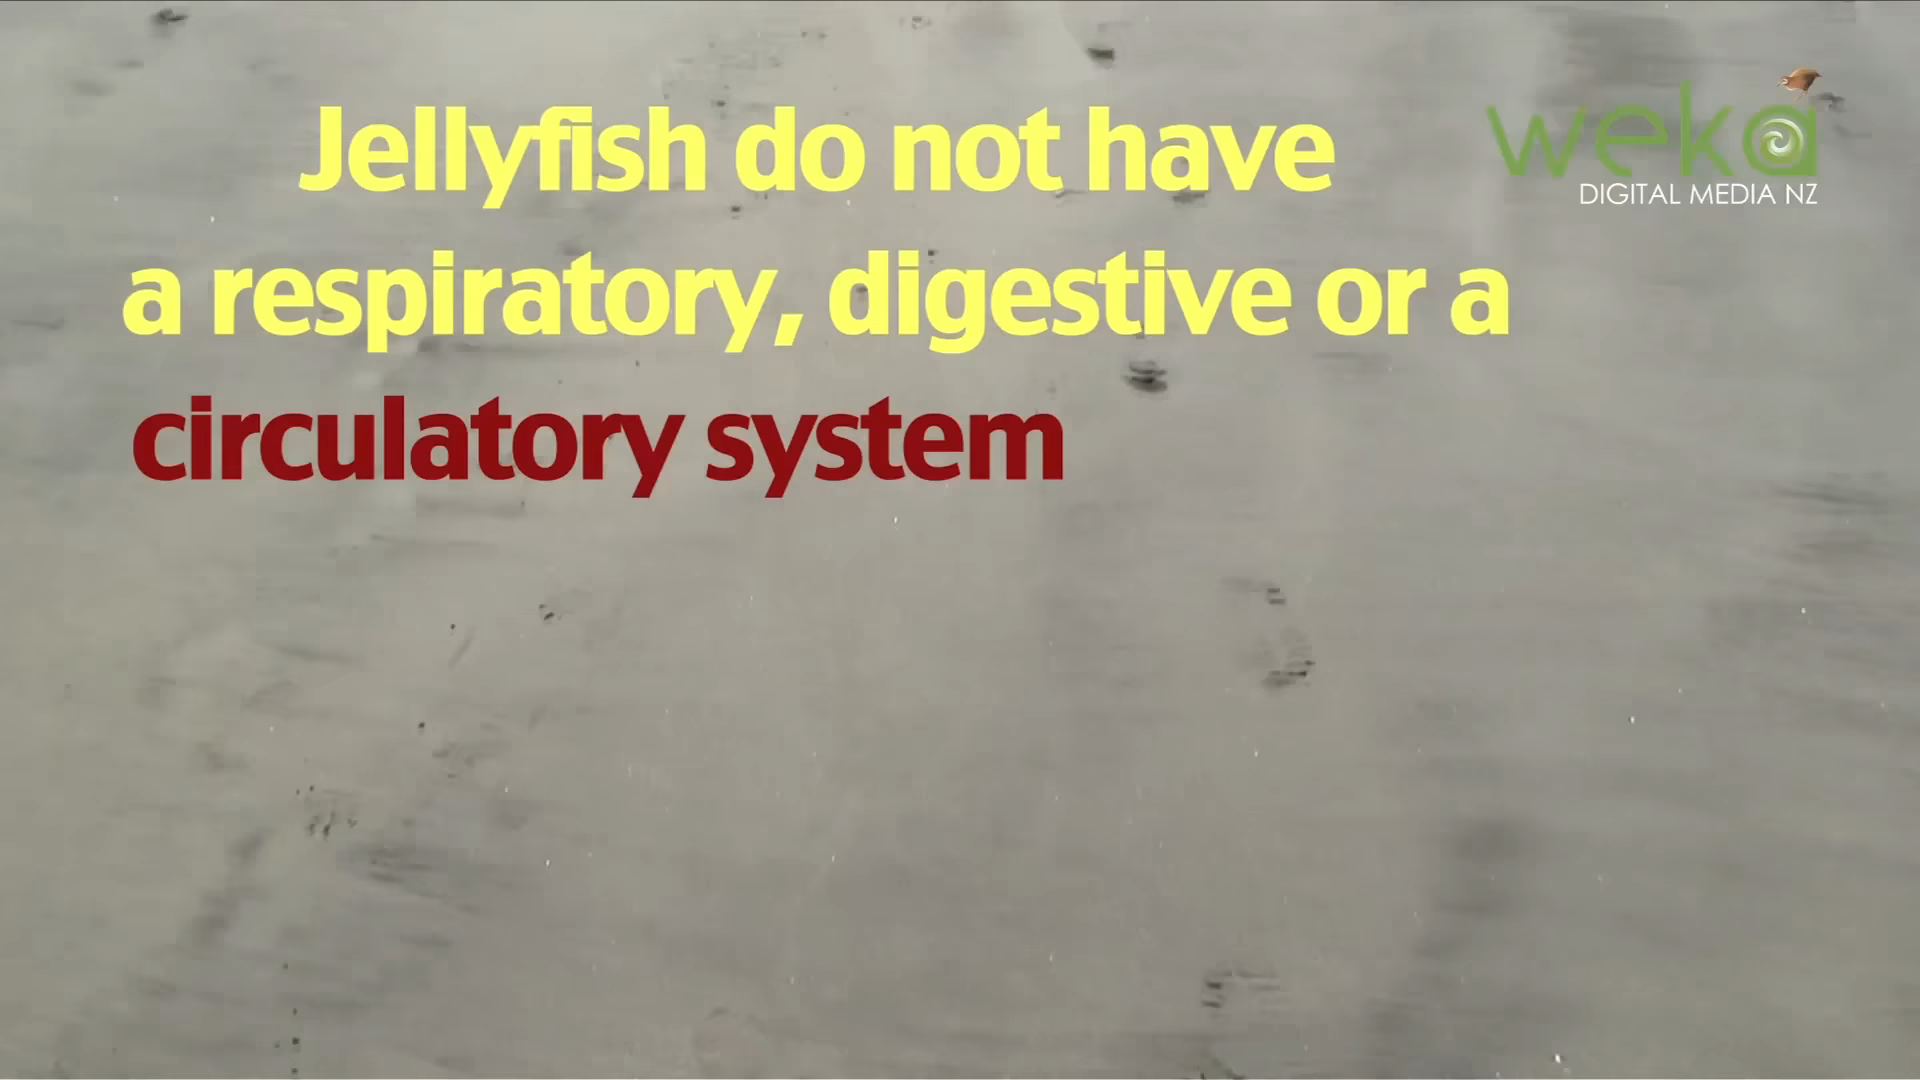 Jellyfish do not have
a respiratory, digestive or a
circulatory system
weka
DIGITAL MEDIA NZ